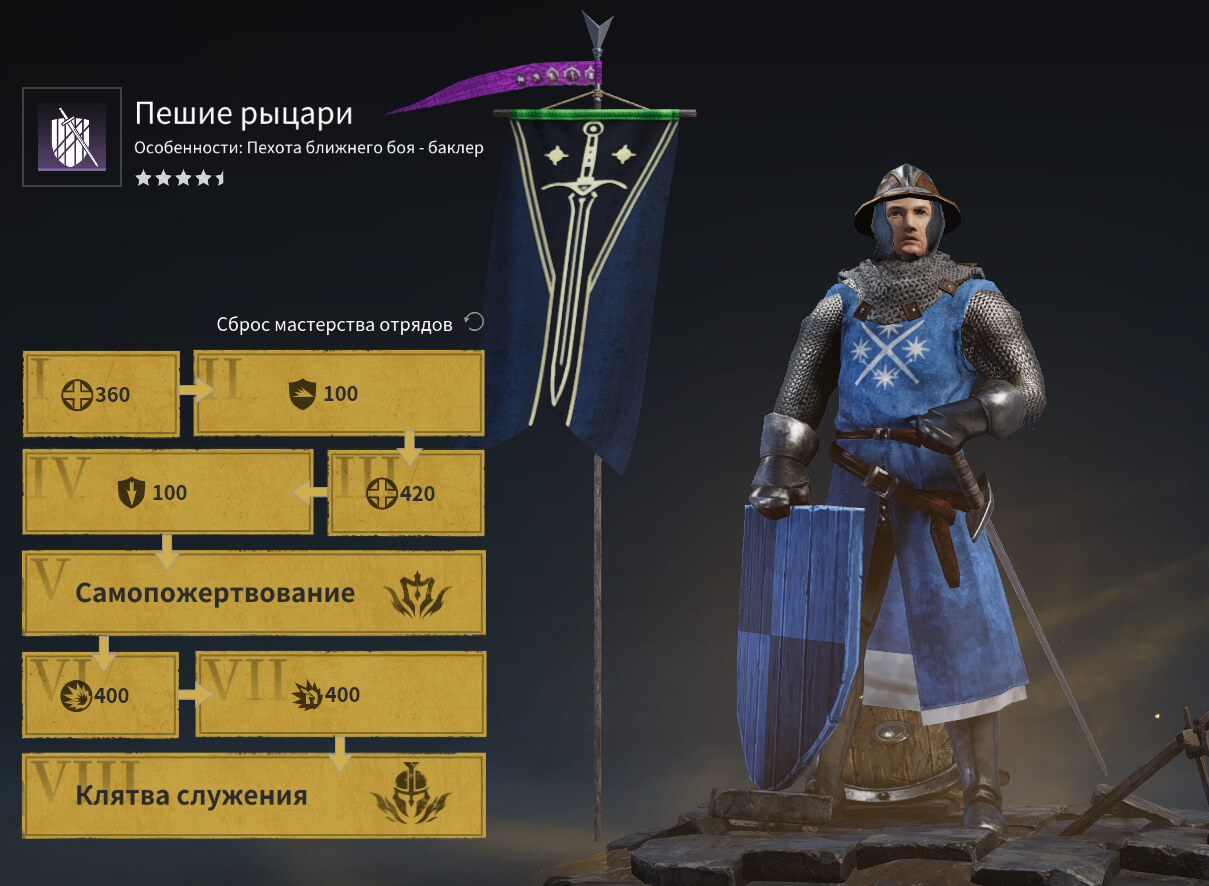 Пешие рыцари
Особенности: Пехота ближнего боя - баклер
Сброс мастерства отрядов
I 360
II 100
IV 100
III 420
V Самопожертвование
VI 400
VII 400
VIII Клятва служения